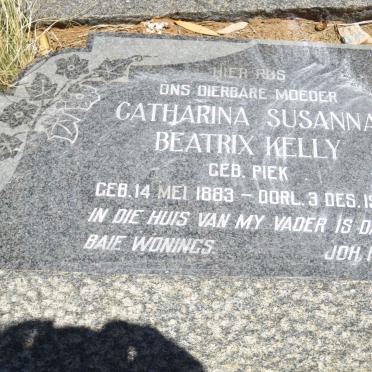 HIER RUS
ONS DIERBARE MOEDER
CATHARINA SUSANNA
BEATRIX KELLY
GEB. PIEK
GEB. 14 MEI 1883 – OORL. 3 DES. 19
IN DIE HUIS VAN MY VADER IS DA
BAIE WONINGS. JOH.